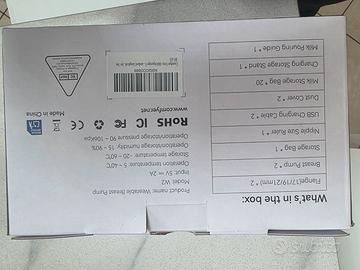 What's in the box:
Flange(17/19/21mm) * 2
Breast Pump * 2
Storage Bag * 1
Nipple Size Ruler * 1
USB Charging Cable * 2
Dust Cover * 2
Milk Storage Bag * 20
Charging Storage Stand * 1
Milk Pouring Guide * 1
Product name: Wearable Breast Pump
Model: W2
Input: 5V ⎓ 2A
Operation temperature: 5 - 40℃
Storage temperature: -20 - 60℃
Operation/storage humidity: 15 - 90%
Operation/storage pressure: 70 - 106kpa
RoHS IC FC
www.comfyer.net
Made in China
subito